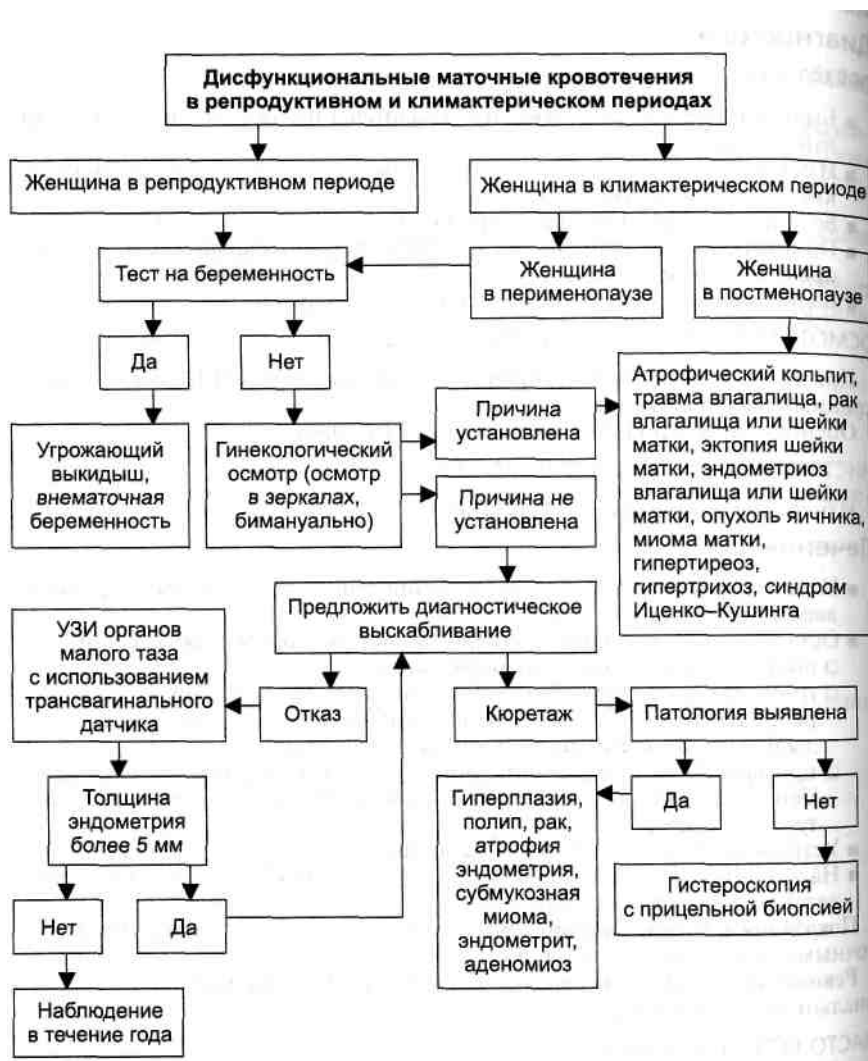 Дисфункциональные маточные кровотечения
в репродуктивном и климактерическом периодах
Женщина в репродуктивном периоде
Женщина в климактерическом периоде
Тест на беременность
Женщина
в перименопаузе
Женщина
в постменопаузе
Да
Нет
Угрожающий
выкидыш,
внематочная
беременность
Гинекологический
осмотр (осмотр
в зеркалах,
бимануально)
Причина
установлена
Причина не
установлена
Атрофический кольпит,
травма влагалища, рак
влагалища или шейки
матки, эктопия шейки
матки, эндометриоз
влагалища или шейки
матки, опухоль яичника,
миома матки,
гипертиреоз,
гипертрихоз, синдром
Иценко–Кушинга
Предложить диагностическое
выскабливание
УЗИ органов
малого таза
с использованием
трансвагинального
датчика
Отказ
Кюретаж
Патология выявлена
Толщина
эндометрия
более 5 мм
Да
Нет
Гиперплазия,
полип, рак,
атрофия
эндометрия,
субмукозная
миома,
эндометрит,
аденомиоз
Гистероскопия
с прицельной биопсией
Нет
Да
Наблюдение
в течение года